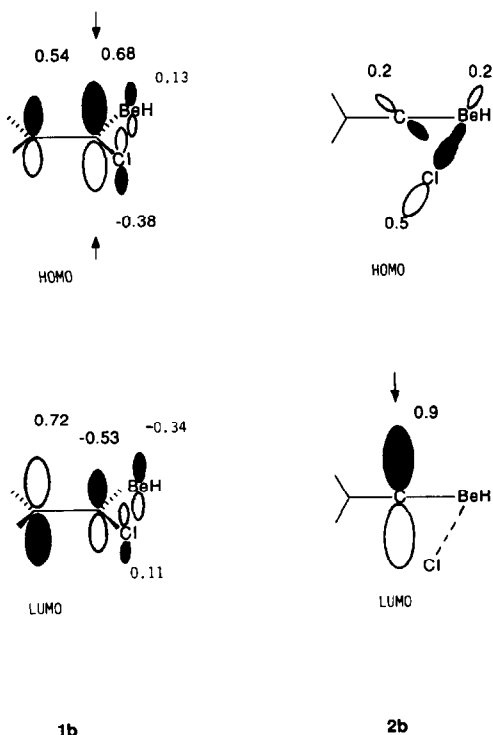 0.54 0.68
0.13
BeH
Cl
-0.38
HOMO
0.2 0.2
C BeH
Cl
0.5
HOMO
0.72 -0.53 -0.34
BeH
Cl
0.11
LUMO
0.9
C BeH
Cl
LUMO
1b 2b